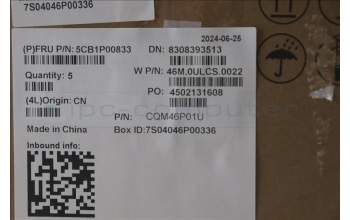 7S04046P00336
2024-06-25
(P)FRU P/N: 5CB1P00833 DN: 8308393513
Quantity: 5 W P/N: 46M.0ULCS.0022
(4L)Origin: CN PO: 4502131608
P/N: CQM46P01U
Made in China Box ID:7S04046P00336
Inbound info: